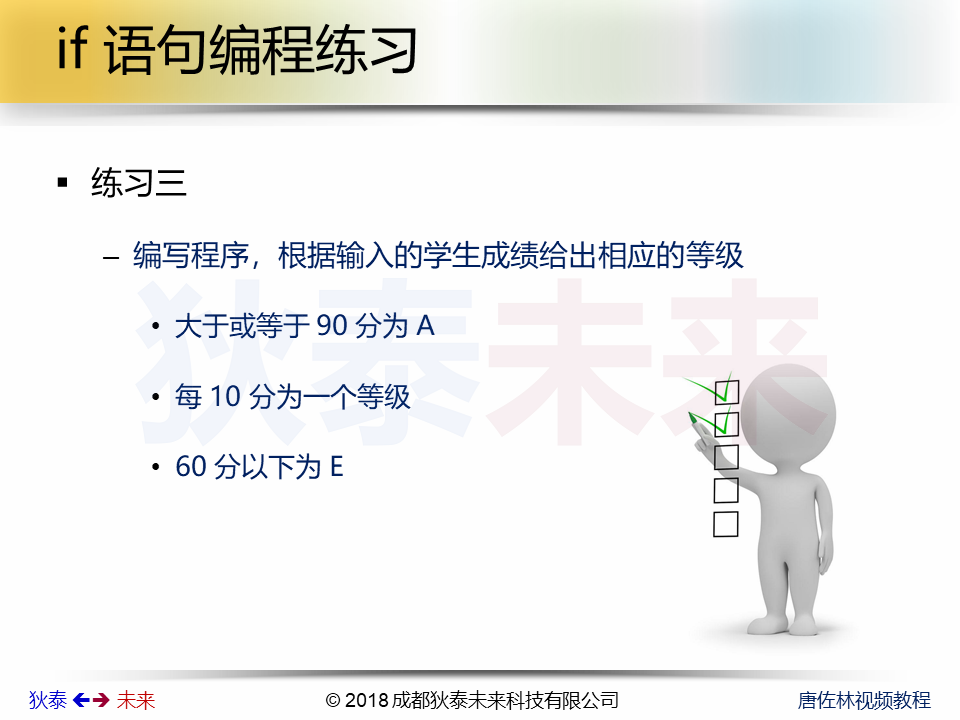 if 语句编程练习
▪ 练习三
– 编写程序，根据输入的学生成绩给出相应的等级
• 大于或等于 90 分为 A
• 每 10 分为一个等级
• 60 分以下为 E
狄泰未来
狄泰 🡸🡺 未来
© 2018 成都狄泰未来科技有限公司
唐佐林视频教程